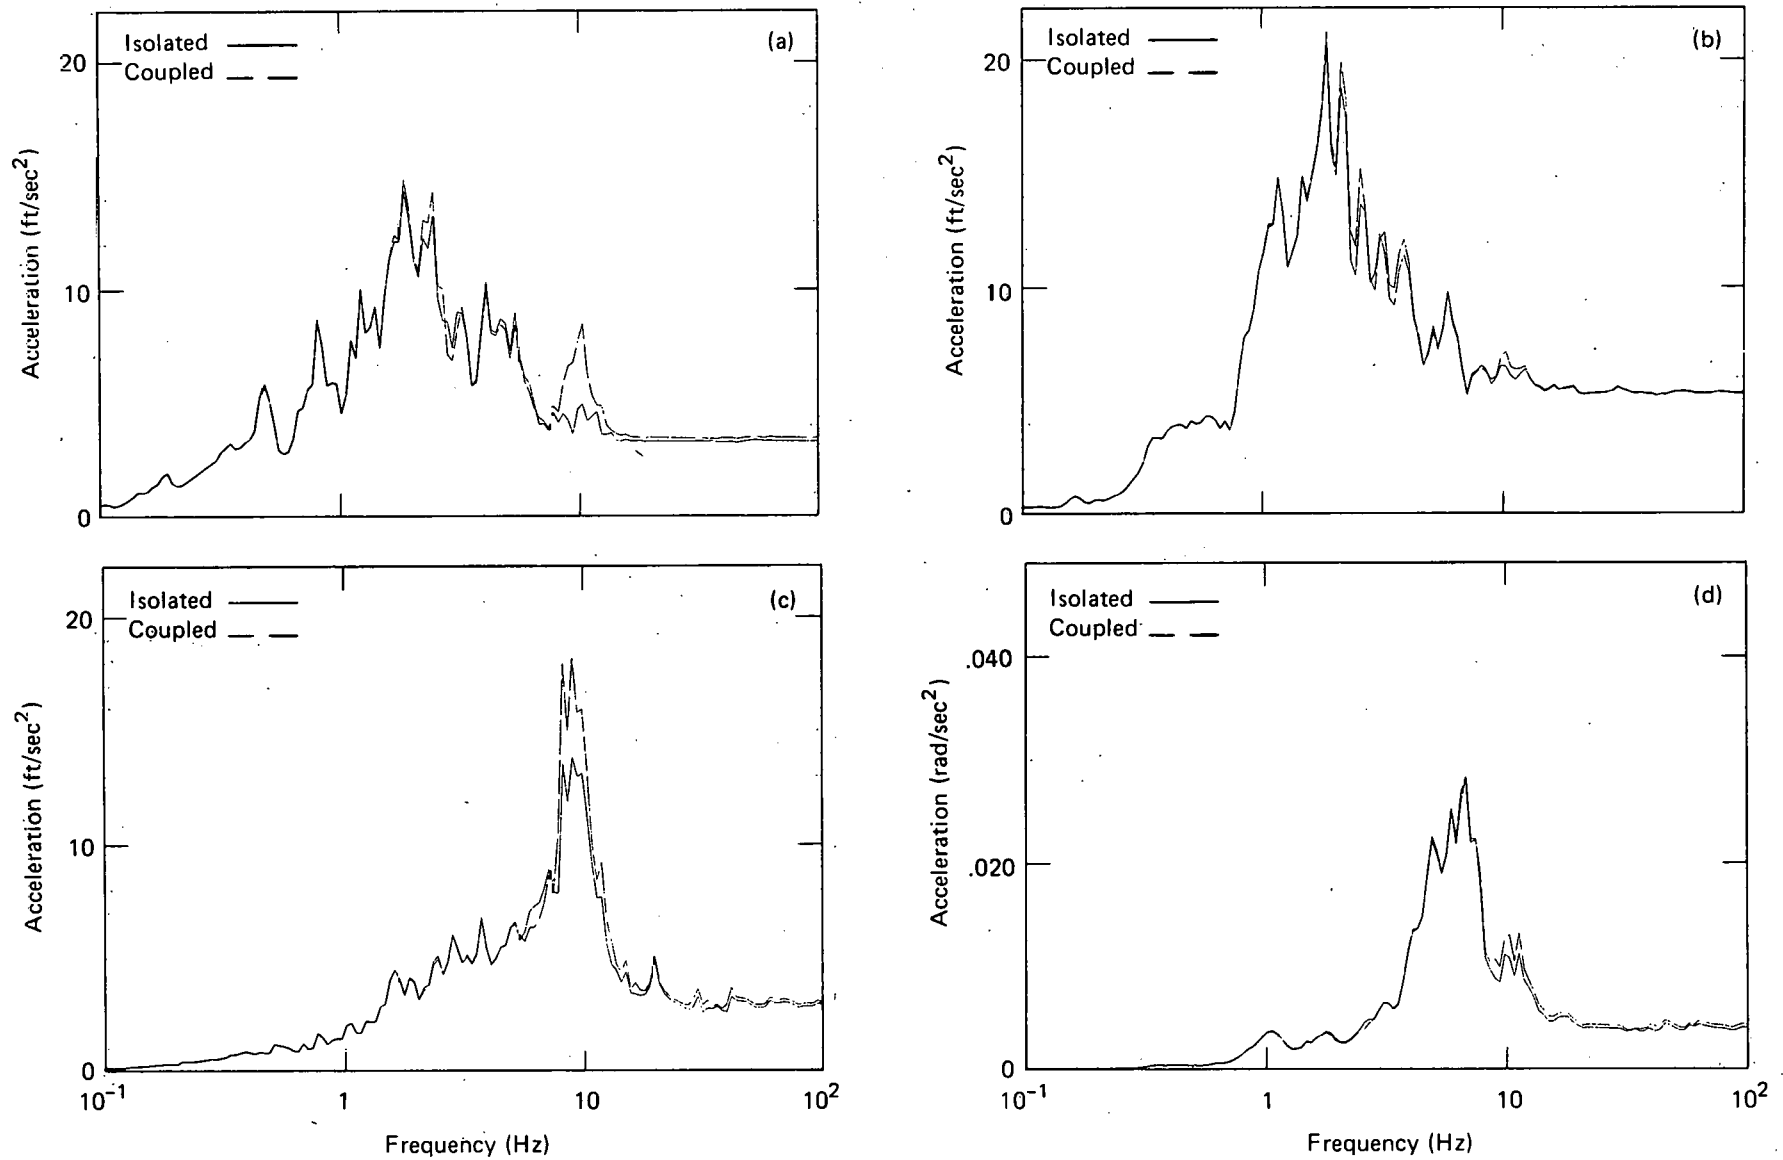 (a)
Isolated
Coupled
20
10
0
Acceleration (ft/sec²)
(b)
Isolated
Coupled
20
10
0
Acceleration (ft/sec²)
(c)
Isolated
Coupled
20
10
0
Acceleration (ft/sec²)
10⁻¹ 1 10 10²
Frequency (Hz)
(d)
Isolated
Coupled
.040
.020
0
Acceleration (rad/sec²)
10⁻¹ 1 10 10²
Frequency (Hz)